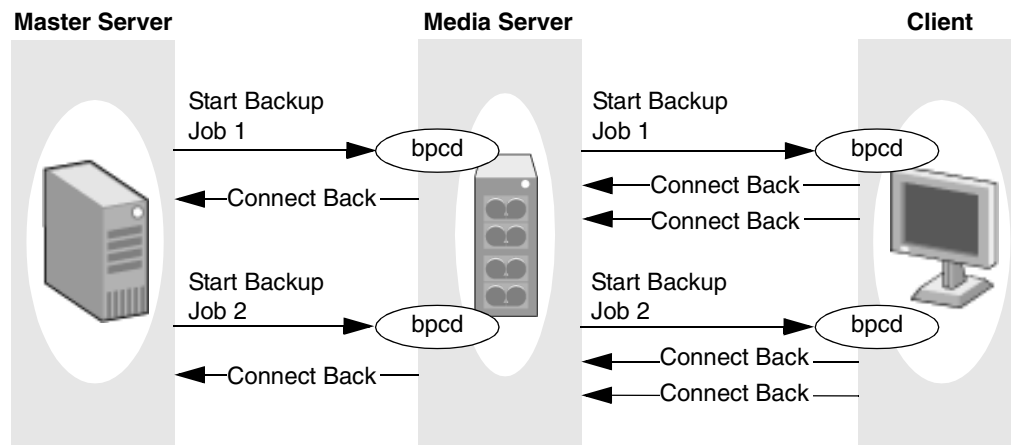 Master Server
Media Server
Client
Start Backup
Job 1
bpcd
Start Backup
Job 1
bpcd
Connect Back
Connect Back
Connect Back
Start Backup
Job 2
bpcd
Start Backup
Job 2
bpcd
Connect Back
Connect Back
Connect Back